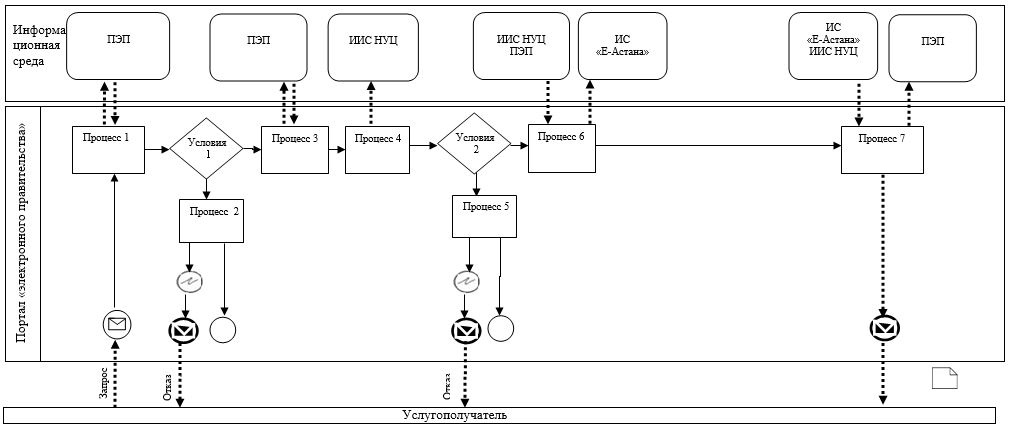 Информа
ционная
среда
ПЭП
ПЭП
ИИС НУЦ
ИИС НУЦ
ПЭП
ИС
«Е-Астана»
ИС
«Е-Астана»
ИИС НУЦ
ПЭП
Портал «электронного правительства»
Процесс 1
Условия
1
Процесс 3
Процесс 4
Условия
2
Процесс 6
Процесс 7
Процесс 2
Процесс 5
Запрос
Отказ
Отказ
Услугополучатель